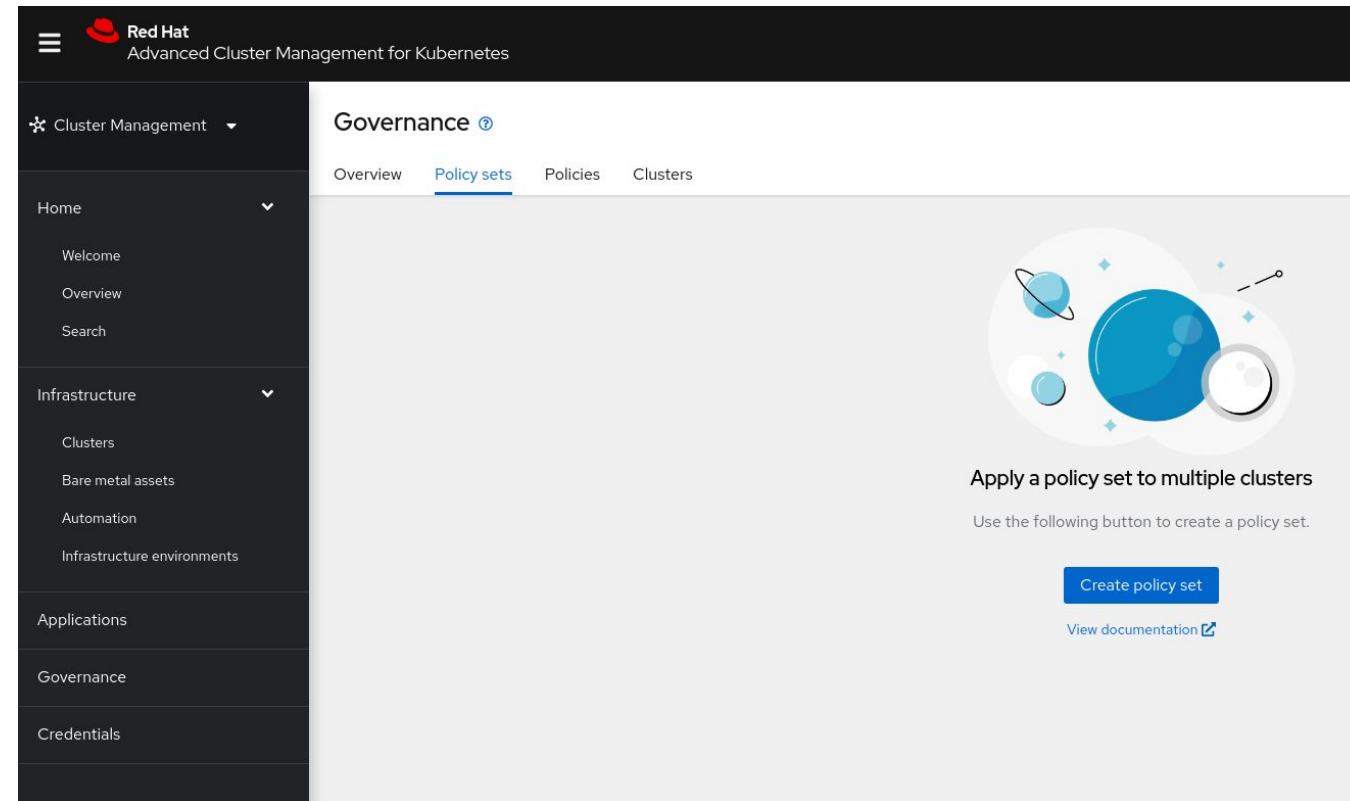 Red Hat
Advanced Cluster Management for Kubernetes
Cluster Management
Governance
Overview Policy sets Policies Clusters
Home
Welcome
Overview
Search
Infrastructure
Clusters
Bare metal assets
Automation
Infrastructure environments
Applications
Governance
Credentials
Apply a policy set to multiple clusters
Use the following button to create a policy set.
Create policy set
View documentation